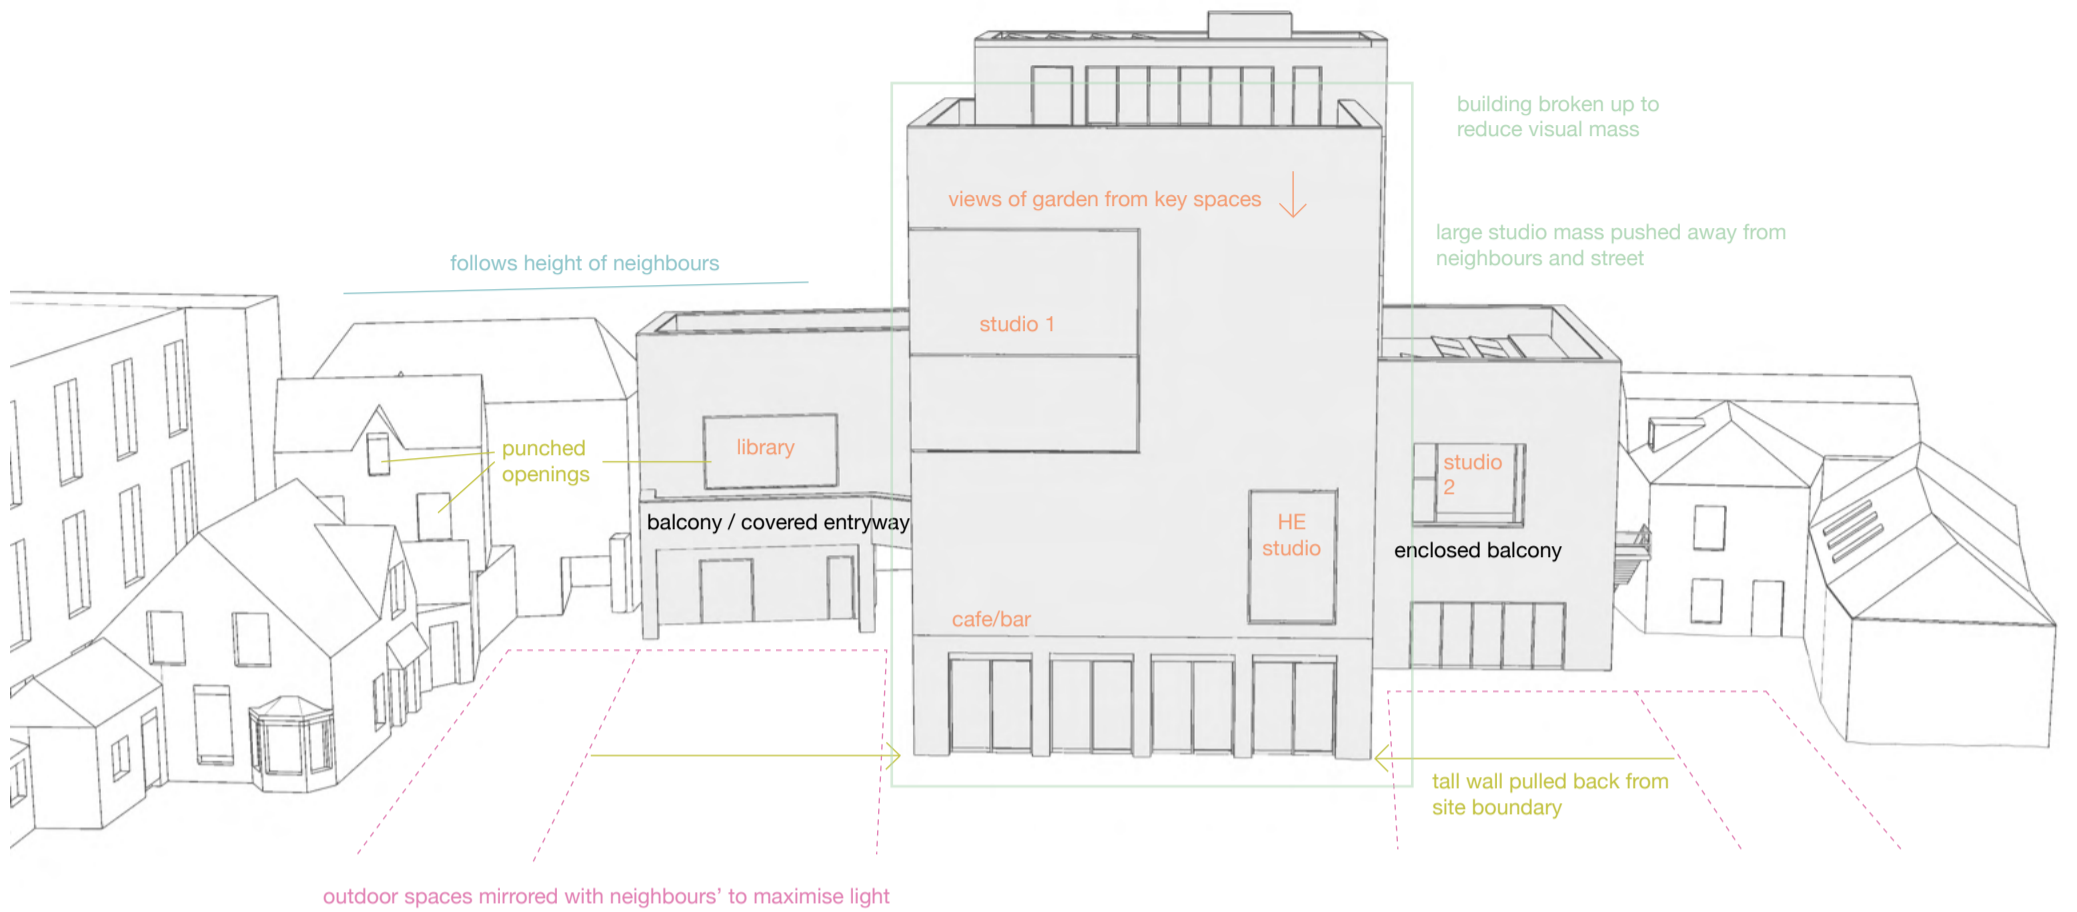 building broken up to
reduce visual mass
views of garden from key spaces
large studio mass pushed away from
neighbours and street
follows height of neighbours
studio 1
punched
openings
library
studio
2
balcony / covered entryway
HE
studio
enclosed balcony
cafe/bar
tall wall pulled back from
site boundary
outdoor spaces mirrored with neighbours’ to maximise light